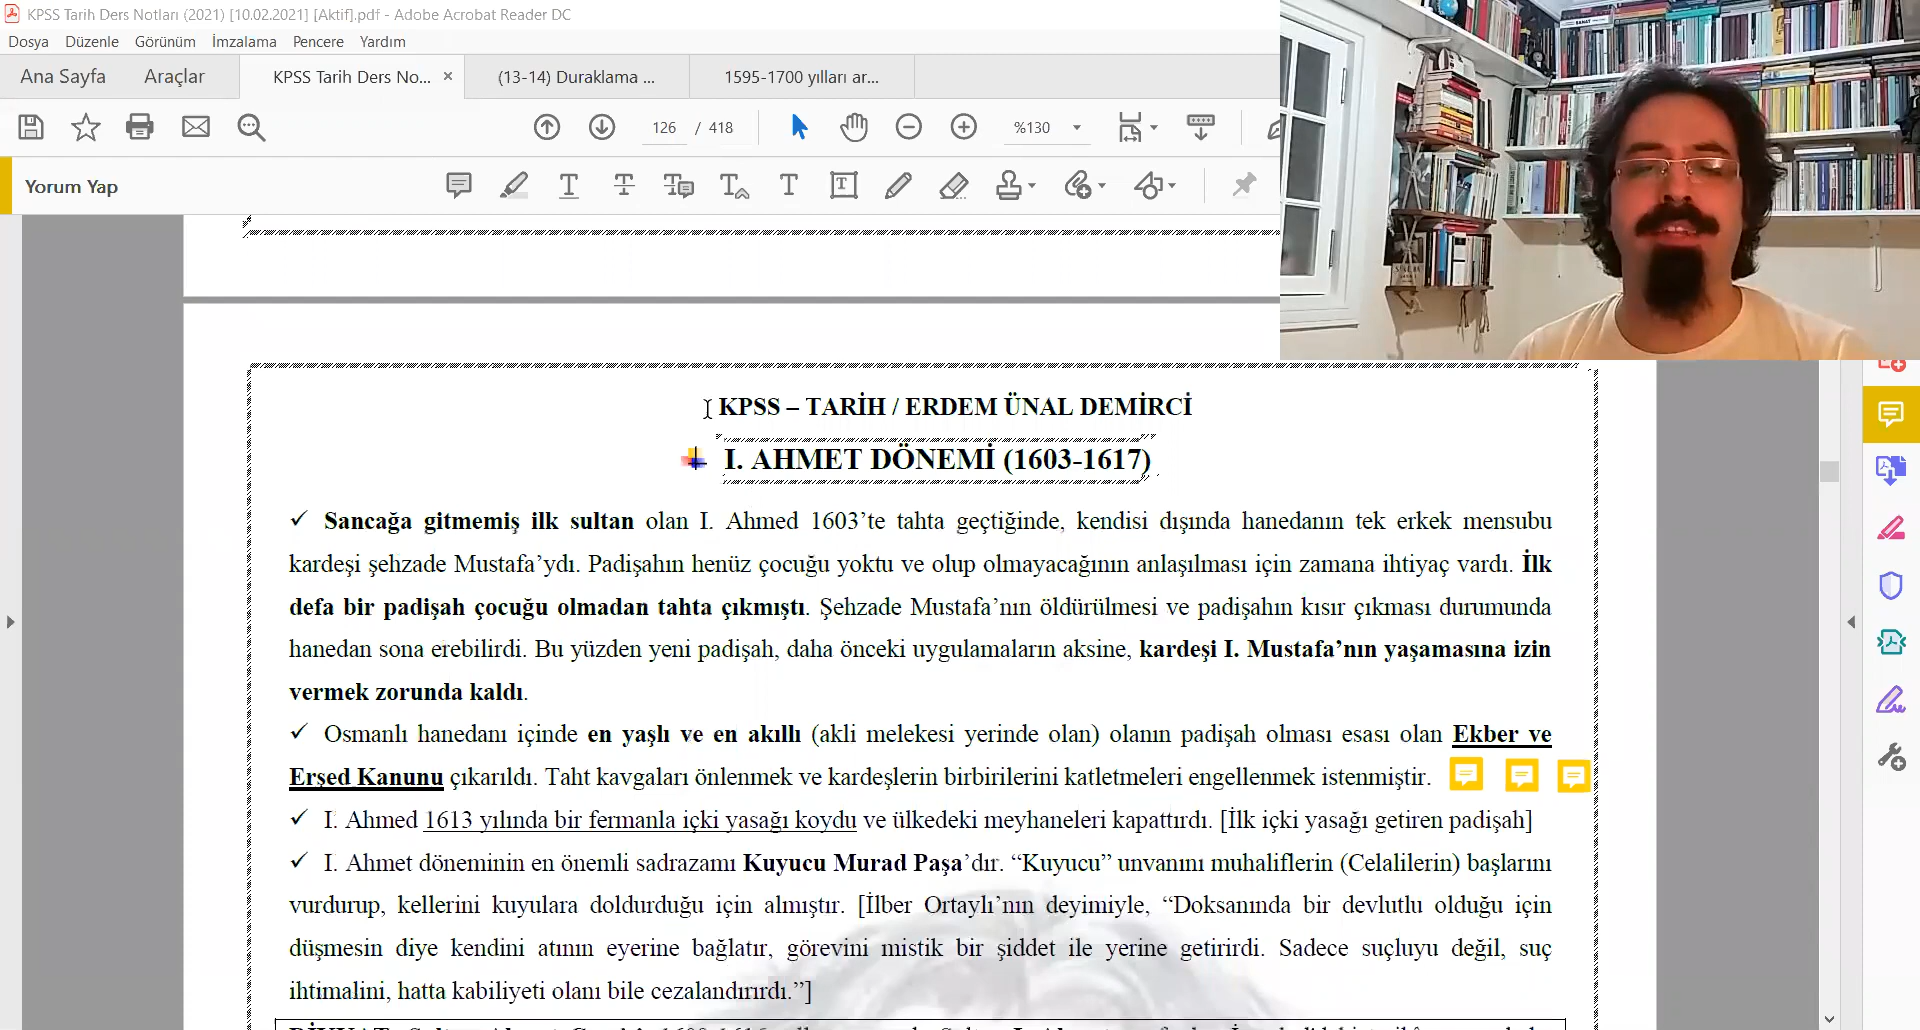 KPSS Tarih Ders Notları (2021) [10.02.2021] [Aktif].pdf - Adobe Acrobat Reader DC
Dosya Düzenle Görünüm İmzalama Pencere Yardım
Ana Sayfa Araçlar KPSS Tarih Ders No... × (13-14) Duraklama ... 1595-1700 yılları ar...
126 / 418 %130
Yorum Yap
KPSS – TARİH / ERDEM ÜNAL DEMİRCİ
I. AHMET DÖNEMİ (1603-1617)
✓ Sancağa gitmemiş ilk sultan olan I. Ahmed 1603’te tahta geçtiğinde, kendisi dışında hanedanın tek erkek mensubu
kardeşi şehzade Mustafa’ydı. Padişahın henüz çocuğu yoktu ve olup olmayacağının anlaşılması için zamana ihtiyaç vardı. İlk
defa bir padişah çocuğu olmadan tahta çıkmıştı. Şehzade Mustafa’nın öldürülmesi ve padişahın kısır çıkması durumunda
hanedan sona erebilirdi. Bu yüzden yeni padişah, daha önceki uygulamaların aksine, kardeşi I. Mustafa’nın yaşamasına izin
vermek zorunda kaldı.
✓ Osmanlı hanedanı içinde en yaşlı ve en akıllı (akli melekesi yerinde olan) olanın padişah olması esası olan Ekber ve
Erşed Kanunu çıkarıldı. Taht kavgaları önlenmek ve kardeşlerin birbirilerini katletmeleri engellenmek istenmiştir.
✓ I. Ahmed 1613 yılında bir fermanla içki yasağı koydu ve ülkedeki meyhaneleri kapattırdı. [İlk içki yasağı getiren padişah]
✓ I. Ahmet döneminin en önemli sadrazamı Kuyucu Murad Paşa’dır. “Kuyucu” unvanını muhaliflerin (Celalilerin) başlarını
vurdurup, kellerini kuyulara doldurduğu için almıştır. [İlber Ortaylı’nın deyimiyle, “Doksanında bir devlutlu olduğu için
düşmesin diye kendini atının eyerine bağlatır, görevini mistik bir şiddet ile yerine getirirdi. Sadece suçluyu değil, suç
ihtimalini, hatta kabiliyeti olanı bile cezalandırırdı.”]